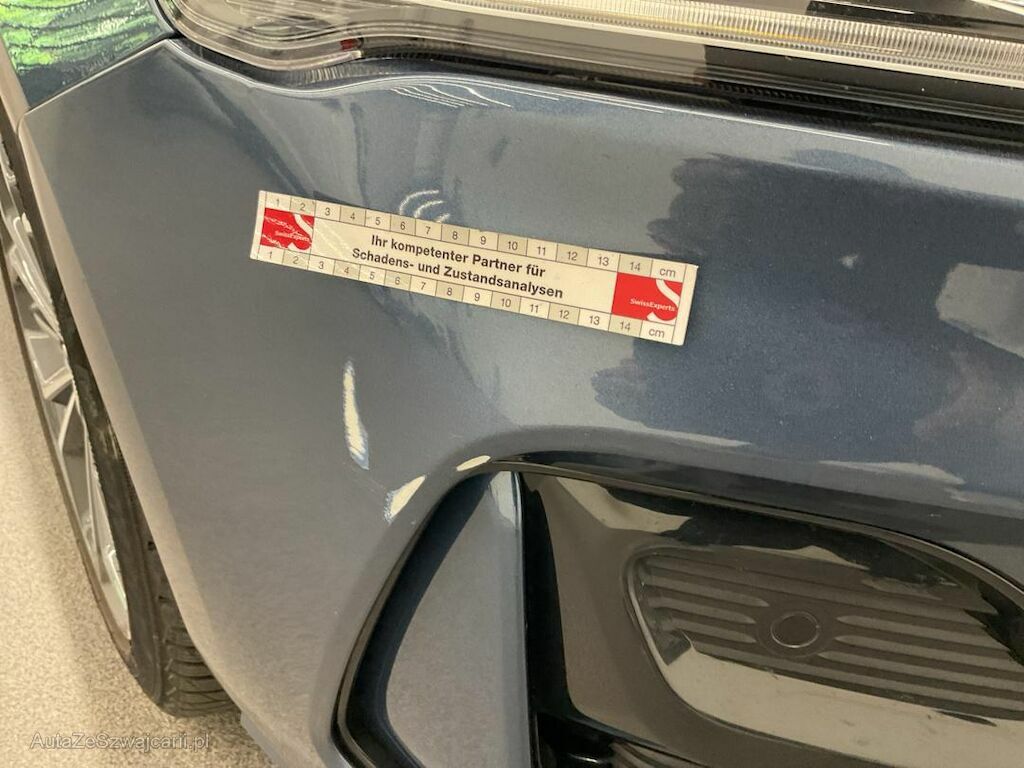 1 2 3 4 5 6 7 8 9 10 11 12 13 14 cm
SwissExperts
Ihr kompetenter Partner für
Schadens- und Zustandsanalysen
SwissExperts
1 2 3 4 5 6 7 8 9 10 11 12 13 14 cm
AutaZeSzwajcarii.pl